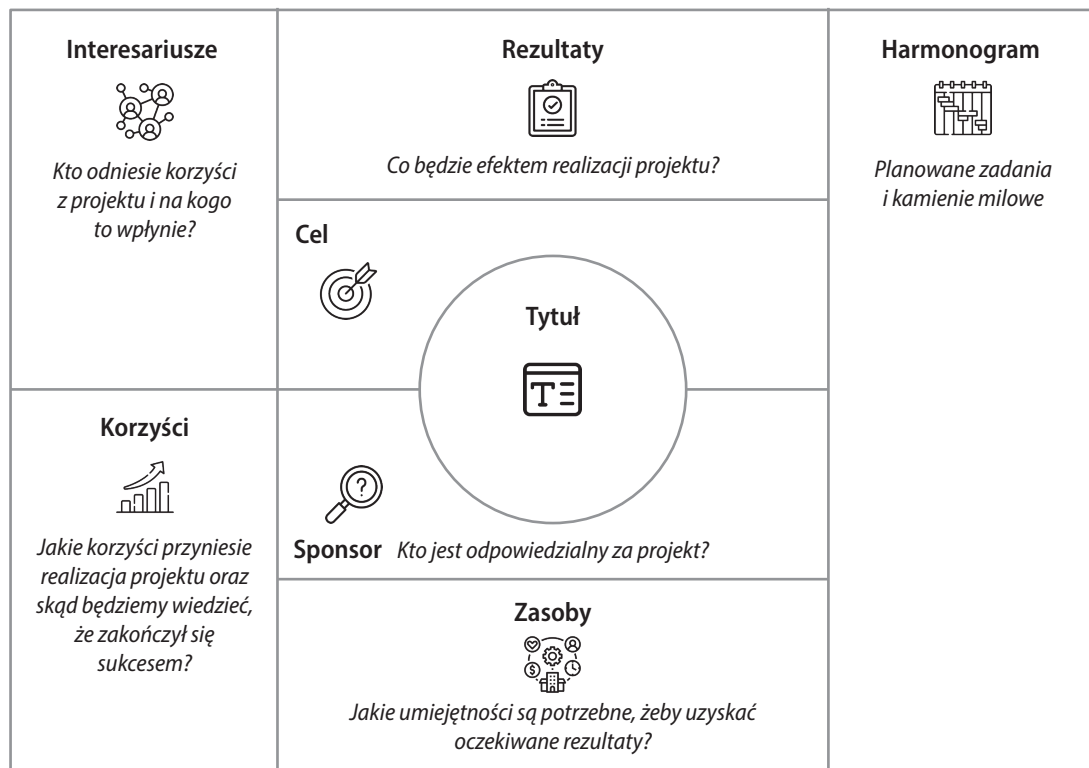 Interesariusze
Kto odniesie korzyści
z projektu i na kogo
to wpłynie?
Rezultaty
Co będzie efektem realizacji projektu?
Harmonogram
Planowane zadania
i kamienie milowe
Cel
Tytuł
T
Korzyści
Jakie korzyści przyniesie
realizacja projektu oraz
skąd będziemy wiedzieć,
że zakończył się
sukcesem?
?
Sponsor Kto jest odpowiedzialny za projekt?
Zasoby
$
Jakie umiejętności są potrzebne, żeby uzyskać
oczekiwane rezultaty?